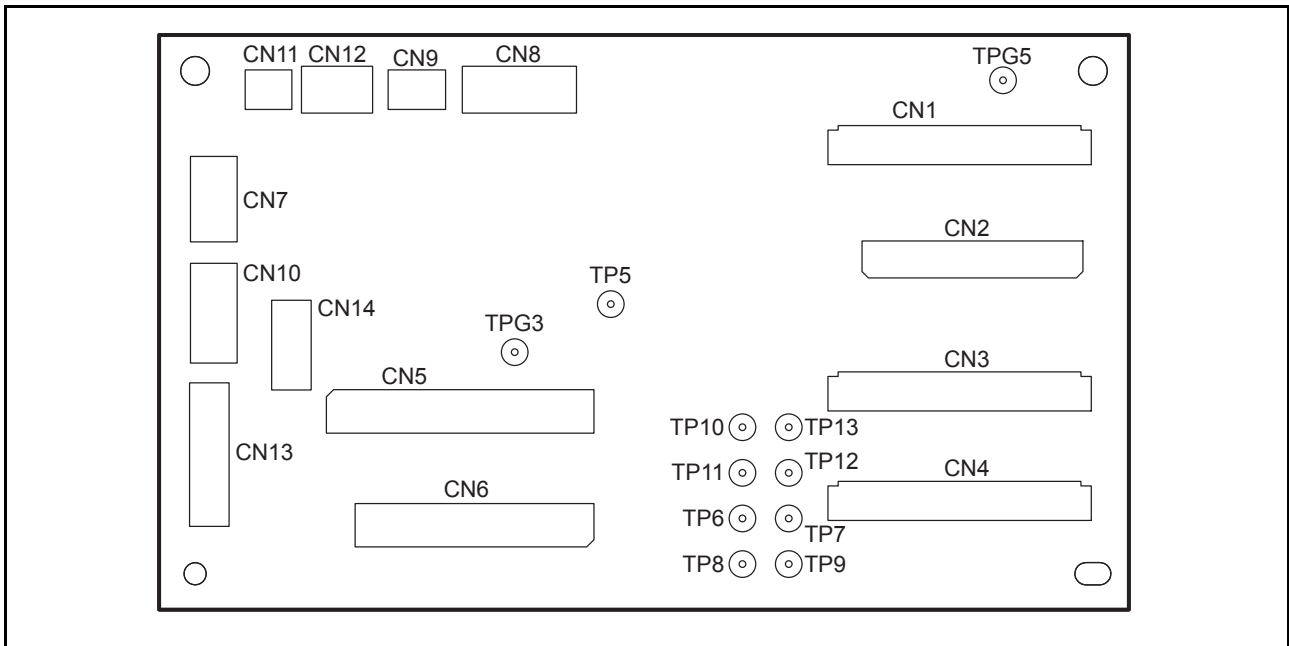 CN11 CN12 CN9 CN8 TPG5
CN1
CN7
CN2
CN10
TP5
CN14
TPG3
CN3
CN5
TP10 TP13
CN13
TP11 TP12
CN4
CN6
TP6
TP7
TP8 TP9